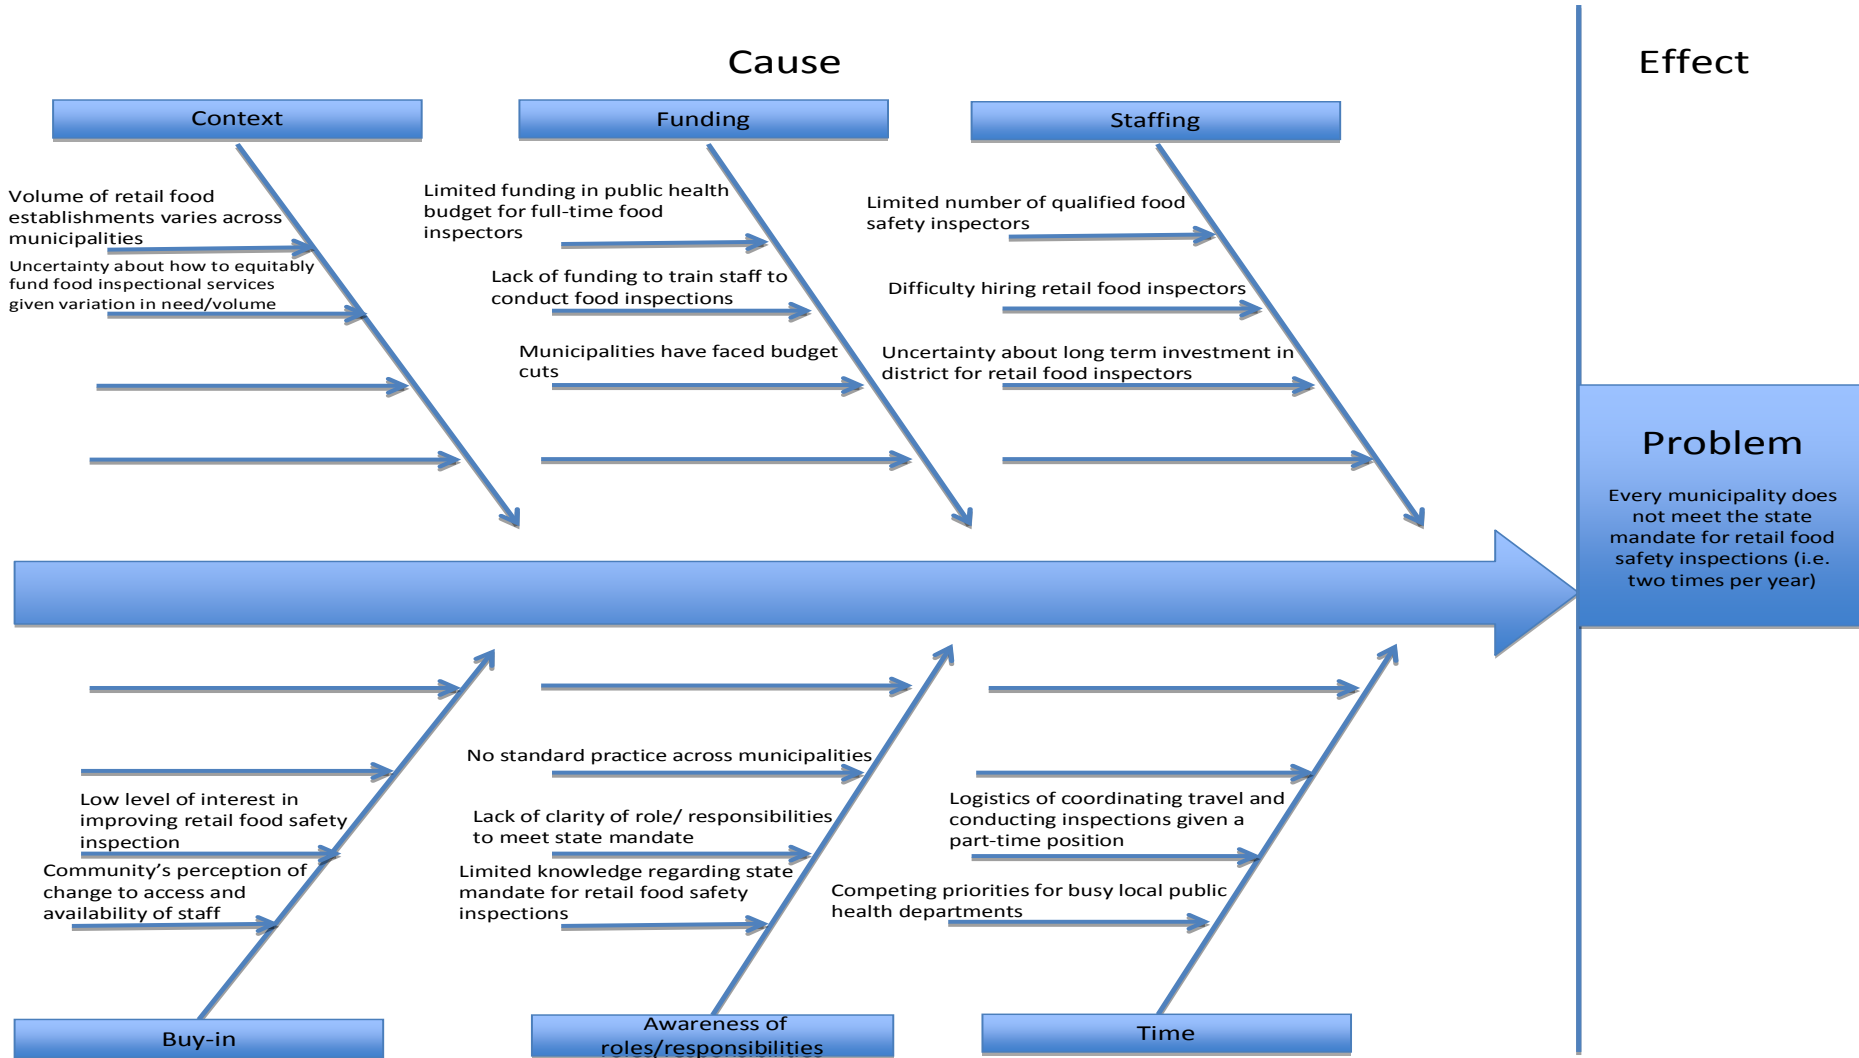 Cause
Effect
Context
Funding
Staffing
Volume of retail food
establishments varies across
municipalities
Uncertainty about how to equitably
fund food inspectional services
given variation in need/volume
Limited funding in public health
budget for full-time food
inspectors
Lack of funding to train staff to
conduct food inspections
Municipalities have faced budget
cuts
Limited number of qualified food
safety inspectors
Difficulty hiring retail food inspectors
Uncertainty about long term investment in
district for retail food inspectors
Problem
Every municipality does
not meet the state
mandate for retail food
safety inspections (i.e.
two times per year)
Low level of interest in
improving retail food safety
inspection
Community’s perception of
change to access and
availability of staff
No standard practice across municipalities
Lack of clarity of role/ responsibilities
to meet state mandate
Limited knowledge regarding state
mandate for retail food safety
inspections
Logistics of coordinating travel and
conducting inspections given a
part-time position
Competing priorities for busy local public
health departments
Buy-in
Awareness of
roles/responsibilities
Time